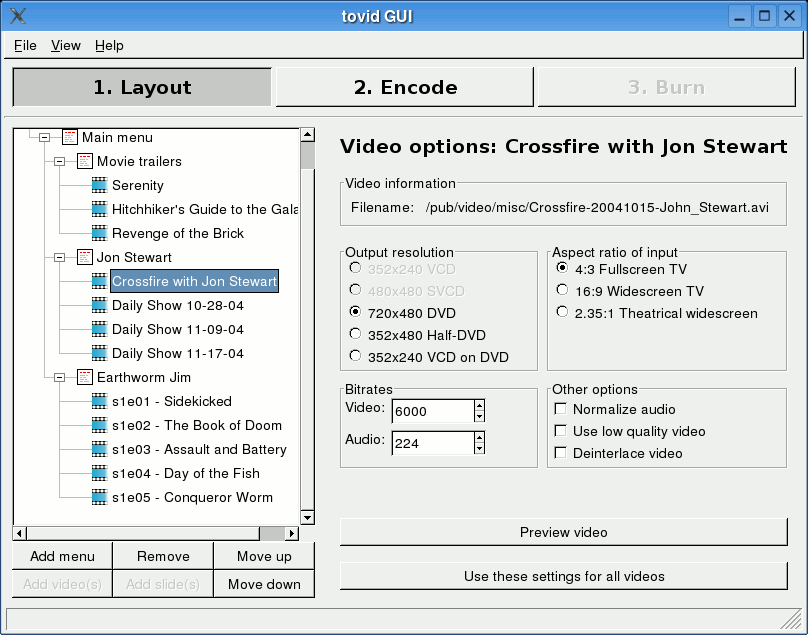 tovid GUI
File View Help
1. Layout 2. Encode 3. Burn
Main menu
Movie trailers
Serenity
Hitchhiker's Guide to the Gala
Revenge of the Brick
Jon Stewart
Crossfire with Jon Stewart
Daily Show 10-28-04
Daily Show 11-09-04
Daily Show 11-17-04
Earthworm Jim
s1e01 - Sidekicked
s1e02 - The Book of Doom
s1e03 - Assault and Battery
s1e04 - Day of the Fish
s1e05 - Conqueror Worm
Add menu Remove Move up
Add video(s) Add slide(s) Move down
Video options: Crossfire with Jon Stewart
Video information
Filename: /pub/video/misc/Crossfire-20041015-John_Stewart.avi
Output resolution
352x240 VCD
480x480 SVCD
720x480 DVD
352x480 Half-DVD
352x240 VCD on DVD
Aspect ratio of input
4:3 Fullscreen TV
16:9 Widescreen TV
2.35:1 Theatrical widescreen
Bitrates
Video: 6000
Audio: 224
Other options
Normalize audio
Use low quality video
Deinterlace video
Preview video
Use these settings for all videos